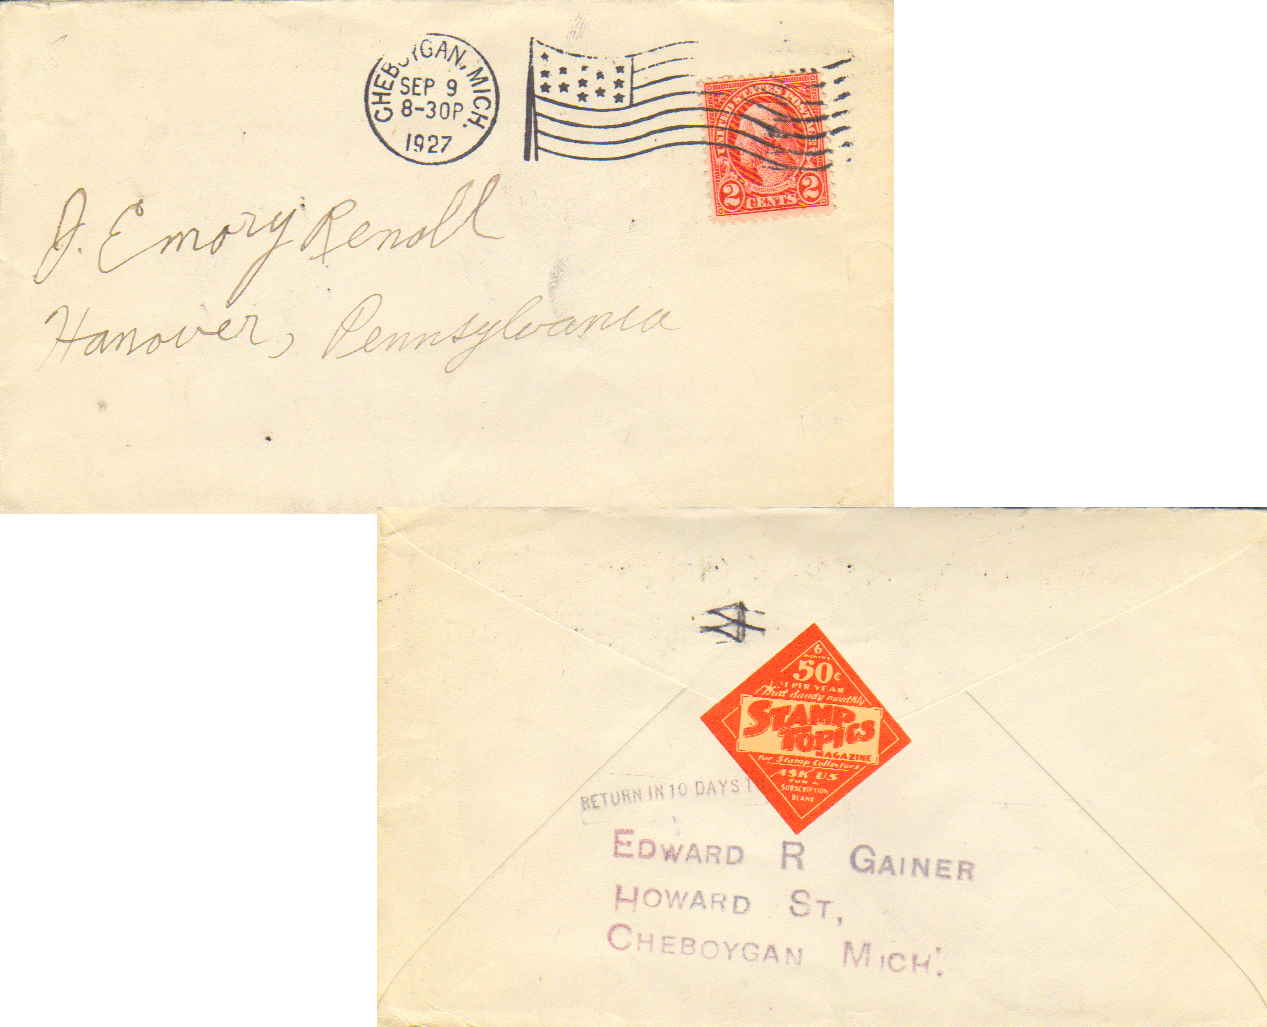 CHEBOYGAN, MICH.
SEP 9
8-30P
1927
UNITED STATES POSTAGE
2 CENTS 2
J. Emory Renoll
Hanover, Pennsylvania
6
MONTHS
50¢
$1 PER YEAR
that dandy monthly
STAMP
TOPICS
MAGAZINE
for Stamp Collectors
ASK US
FOR A
SUBSCRIPTION
BLANK
RETURN IN 10 DAYS
EDWARD R GAINER
HOWARD ST,
CHEBOYGAN MICH.